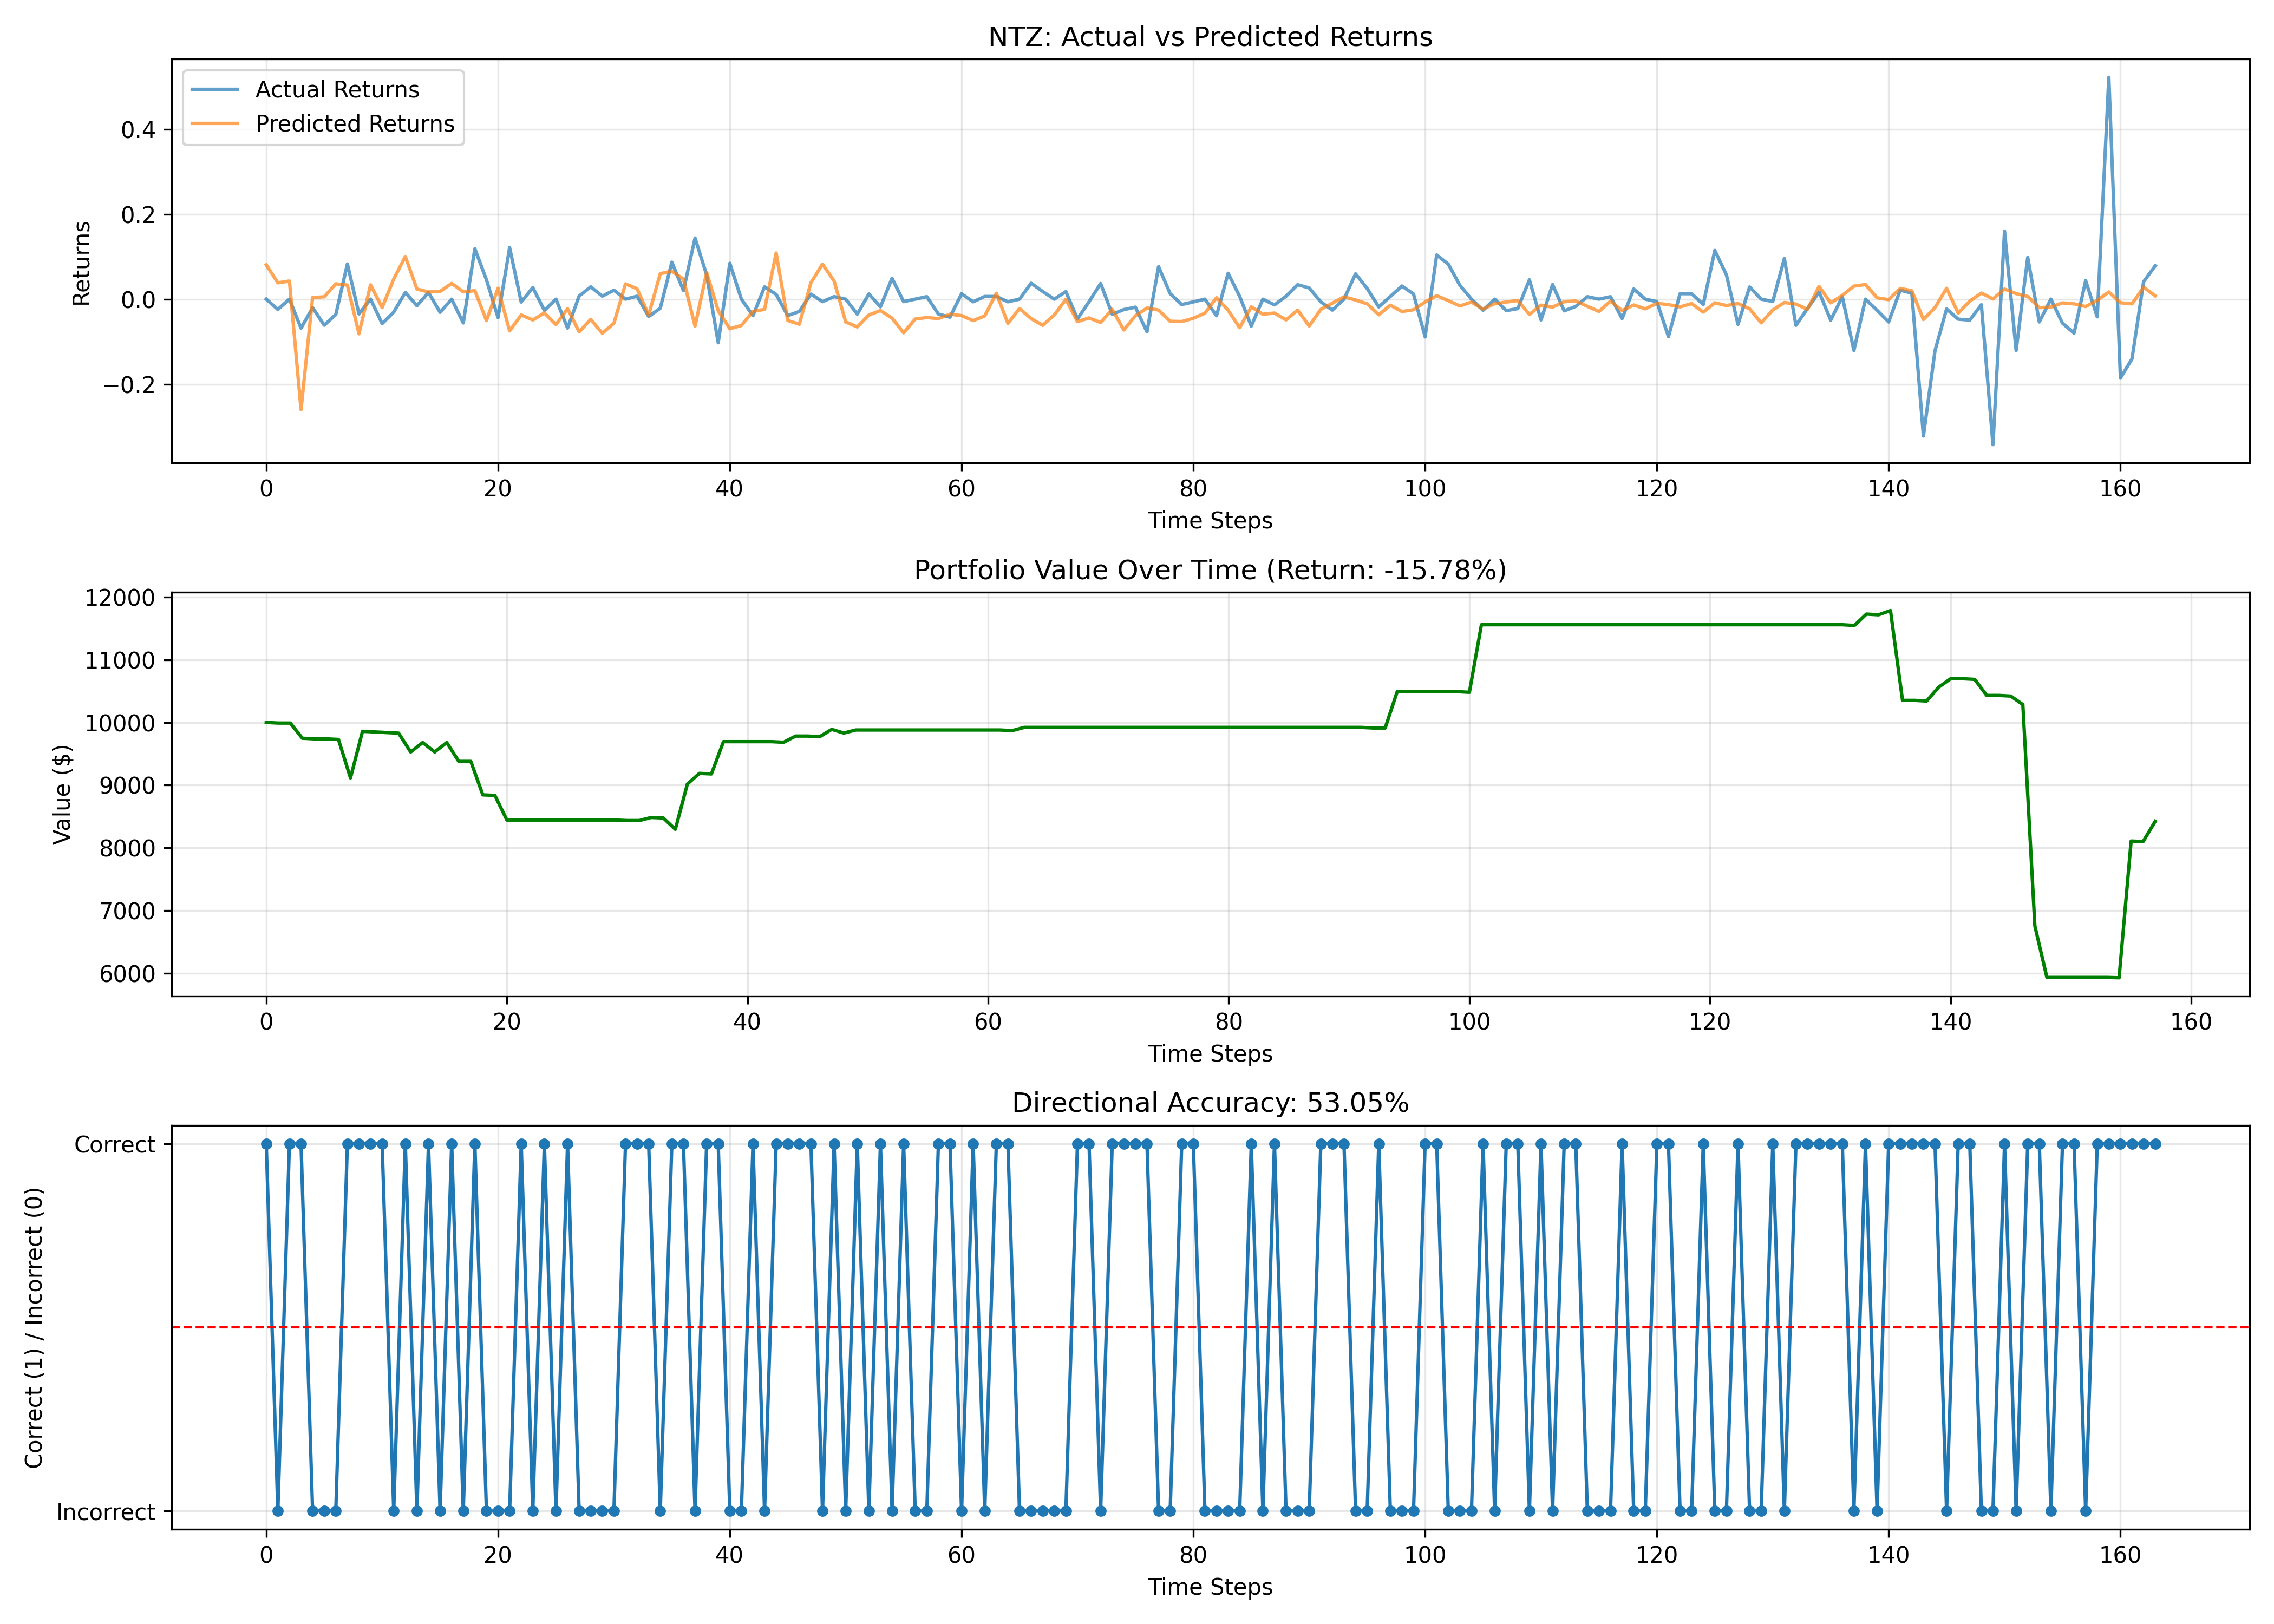 NTZ: Actual vs Predicted Returns
Actual Returns
Predicted Returns
Returns
0.4
0.2
0.0
−0.2
0 20 40 60 80 100 120 140 160
Time Steps
Portfolio Value Over Time (Return: -15.78%)
Value ($)
12000
11000
10000
9000
8000
7000
6000
0 20 40 60 80 100 120 140 160
Time Steps
Directional Accuracy: 53.05%
Correct (1) / Incorrect (0)
Correct
Incorrect
0 20 40 60 80 100 120 140 160
Time Steps